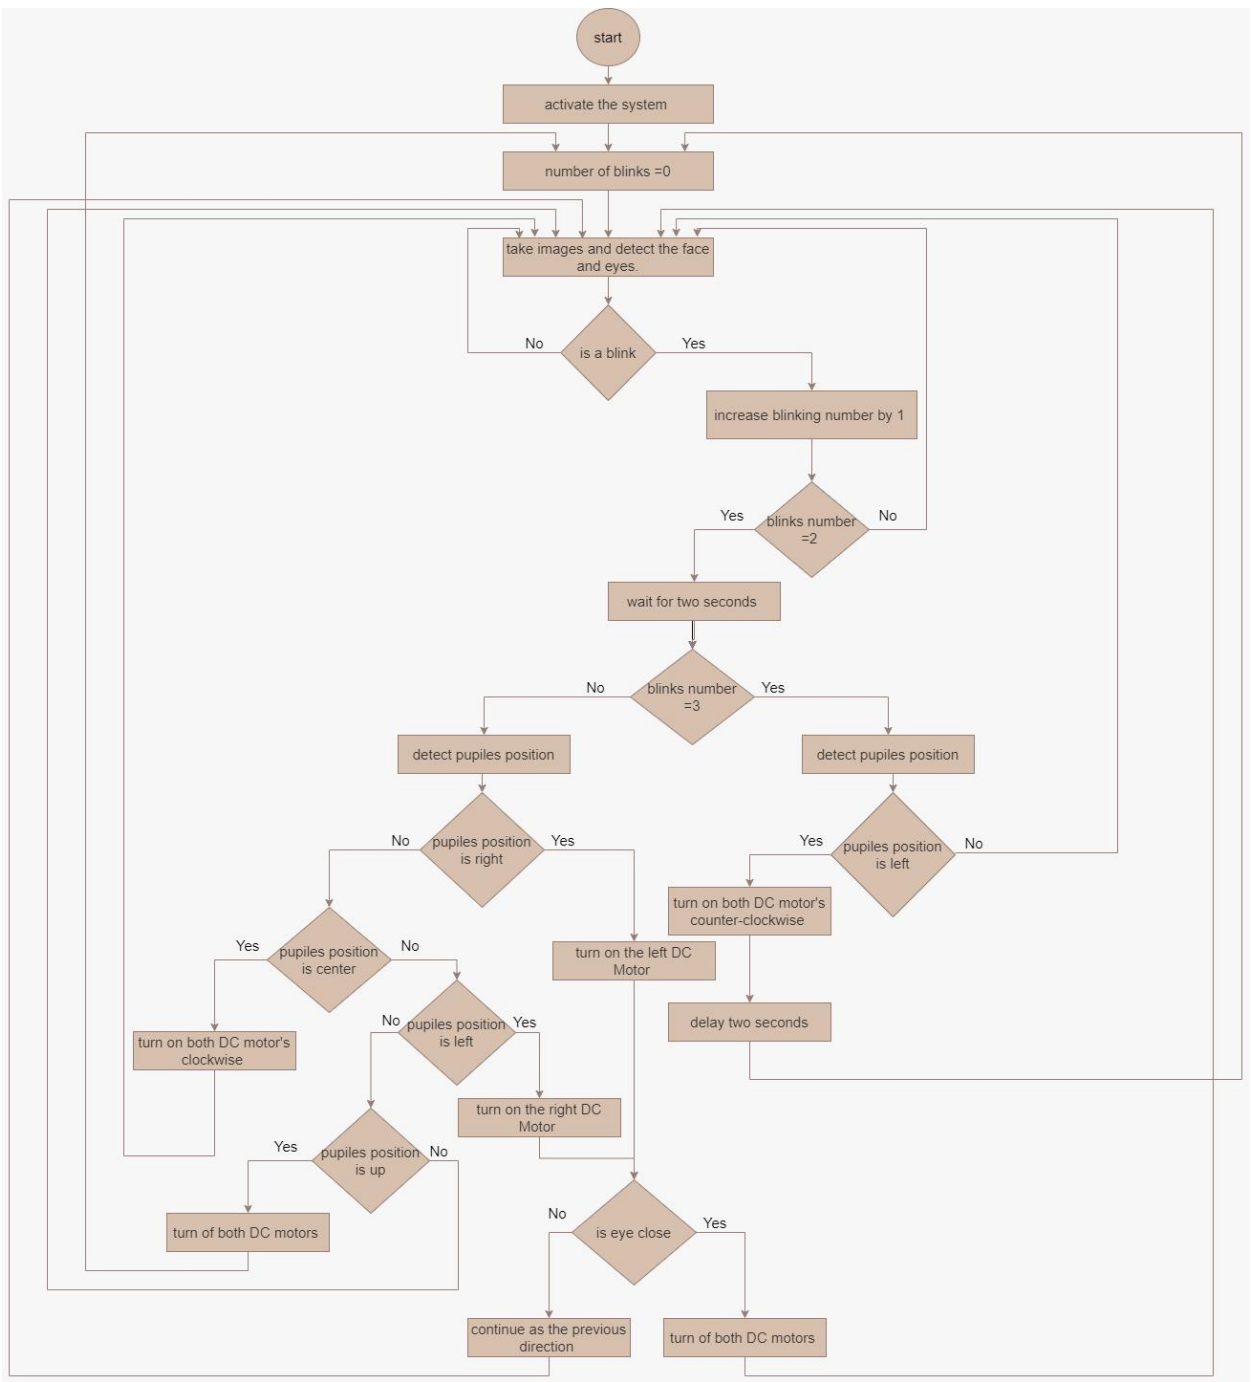 start
activate the system
number of blinks =0
take images and detect the face
and eyes.
No
is a blink
Yes
increase blinking number by 1
Yes
blinks number
=2
No
wait for two seconds
No
blinks number
=3
Yes
detect pupiles position
detect pupiles position
No
pupiles position
is right
Yes
Yes
pupiles position
is left
No
turn on both DC motor's
counter-clockwise
Yes
pupiles position
is center
No
turn on the left DC
Motor
delay two seconds
turn on both DC motor's
clockwise
No
pupiles position
is left
Yes
turn on the right DC
Motor
Yes
pupiles position
is up
No
turn of both DC motors
No
is eye close
Yes
continue as the previous
direction
turn of both DC motors